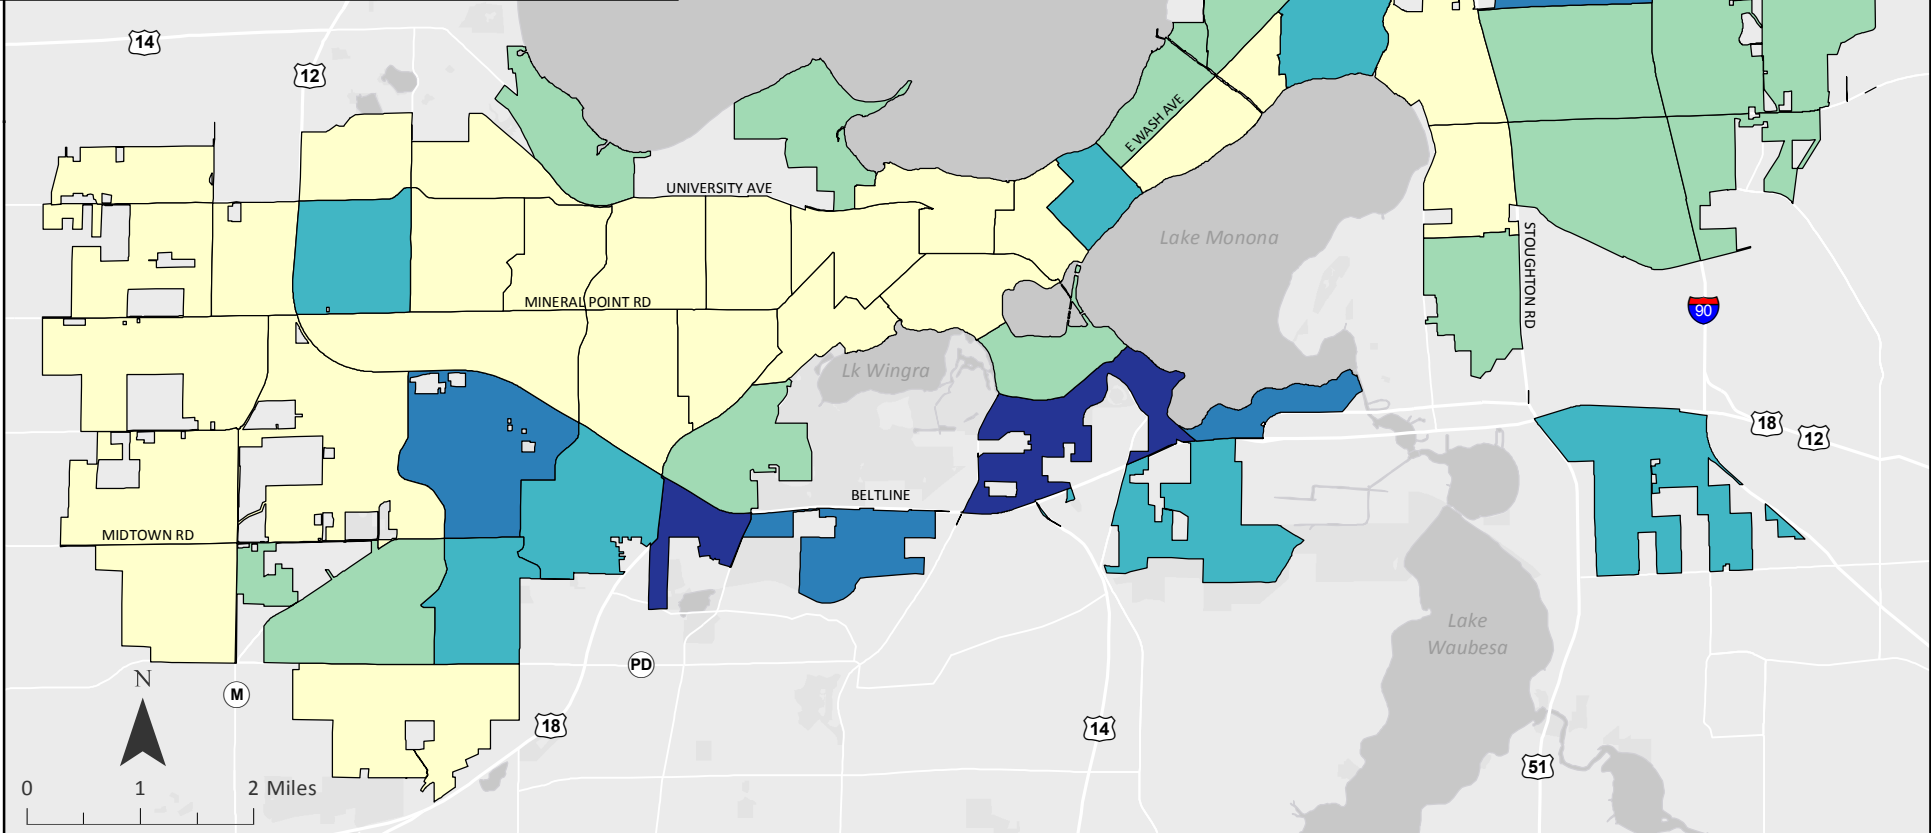 14
12
E WASH AVE
UNIVERSITY AVE
Lake Monona
STOUGHTON RD
MINERAL POINT RD
90
Lk Wingra
18
12
BELTLINE
MIDTOWN RD
Lake
Waubesa
PD
N
M
18
14
51
0 1 2 Miles